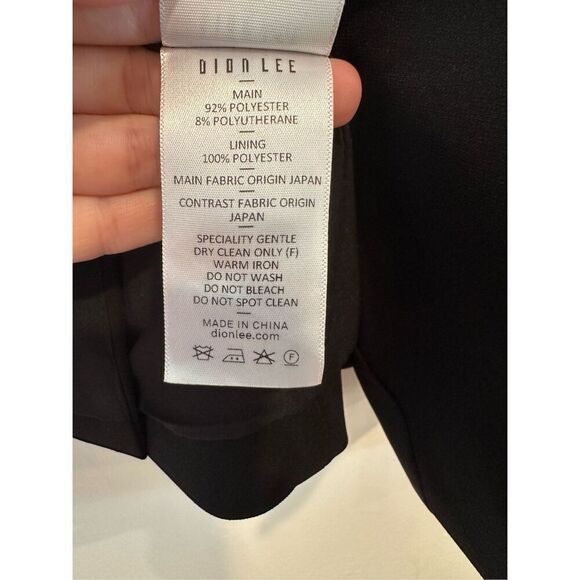 DION LEE
MAIN
92% POLYESTER
8% POLYUTHERANE
LINING
100% POLYESTER
MAIN FABRIC ORIGIN JAPAN
CONTRAST FABRIC ORIGIN
JAPAN
SPECIALITY GENTLE
DRY CLEAN ONLY (F)
WARM IRON
DO NOT WASH
DO NOT BLEACH
DO NOT SPOT CLEAN
MADE IN CHINA
dionlee.com
F